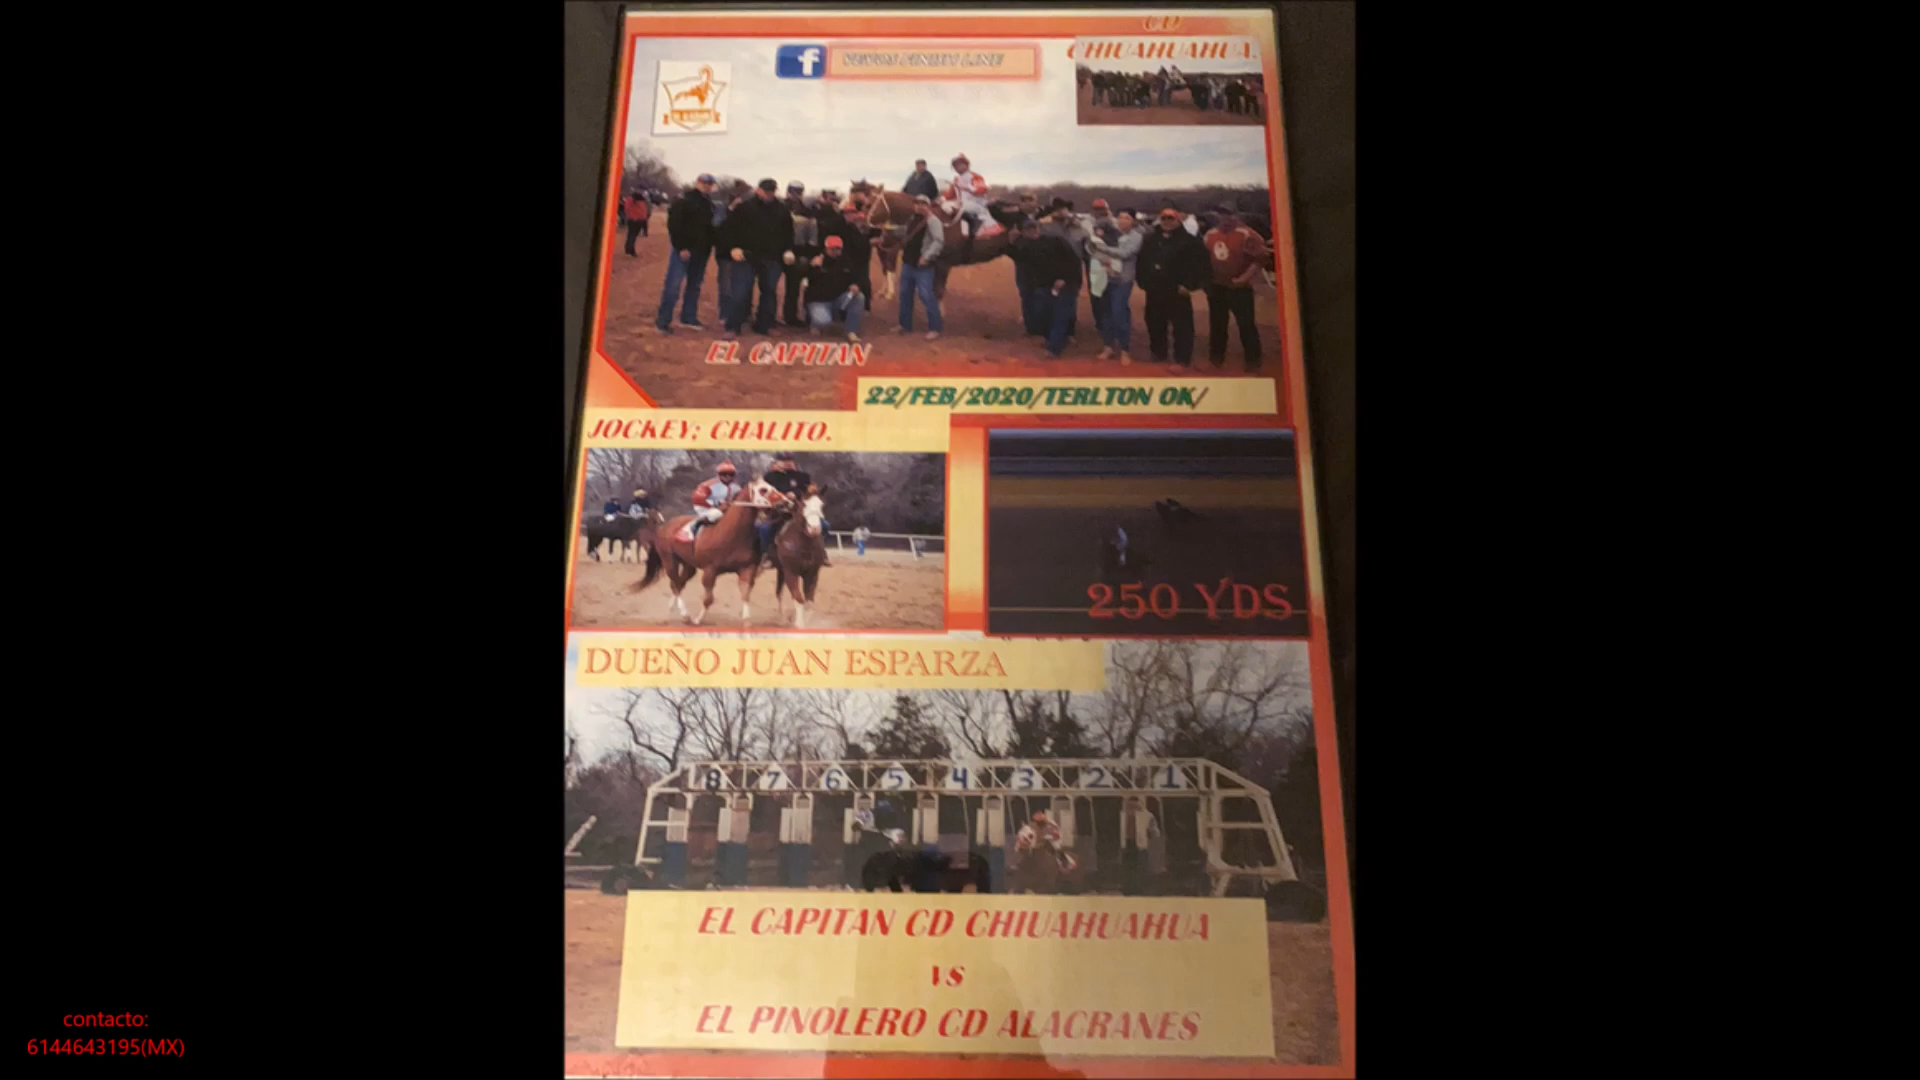 CD
CHIUAHUAHUA.
f
EL CAPITAN
22/FEB/2020/TERLTON OK/
JOCKEY; CHALITO.
250 YDS
DUEÑO JUAN ESPARZA
8 7 6 5 4 3 2 1
EL CAPITAN CD CHIUAHUAHUA
VS
EL PINOLERO CD ALACRANES
contacto:
6144643195(MX)